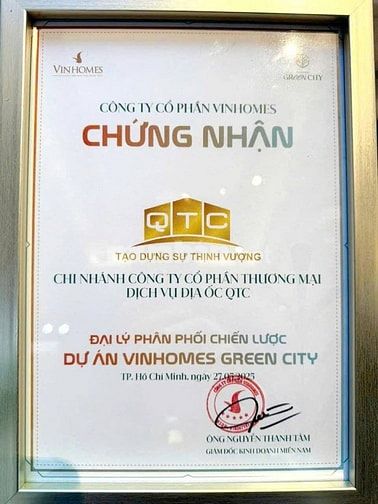 VINHOMES
GREEN CITY
CÔNG TY CỔ PHẦN VINHOMES
CHỨNG NHẬN
QTC
TẠO DỰNG SỰ THỊNH VƯỢNG
CHI NHÁNH CÔNG TY CỔ PHẦN THƯƠNG MẠI
DỊCH VỤ ĐỊA ỐC QTC
ĐẠI LÝ PHÂN PHỐI CHIẾN LƯỢC
DỰ ÁN VINHOMES GREEN CITY
TP. Hồ Chí Minh, ngày 27.03.2025
ÔNG NGUYỄN THANH TÂM
GIÁM ĐỐC KINH DOANH MIỀN NAM